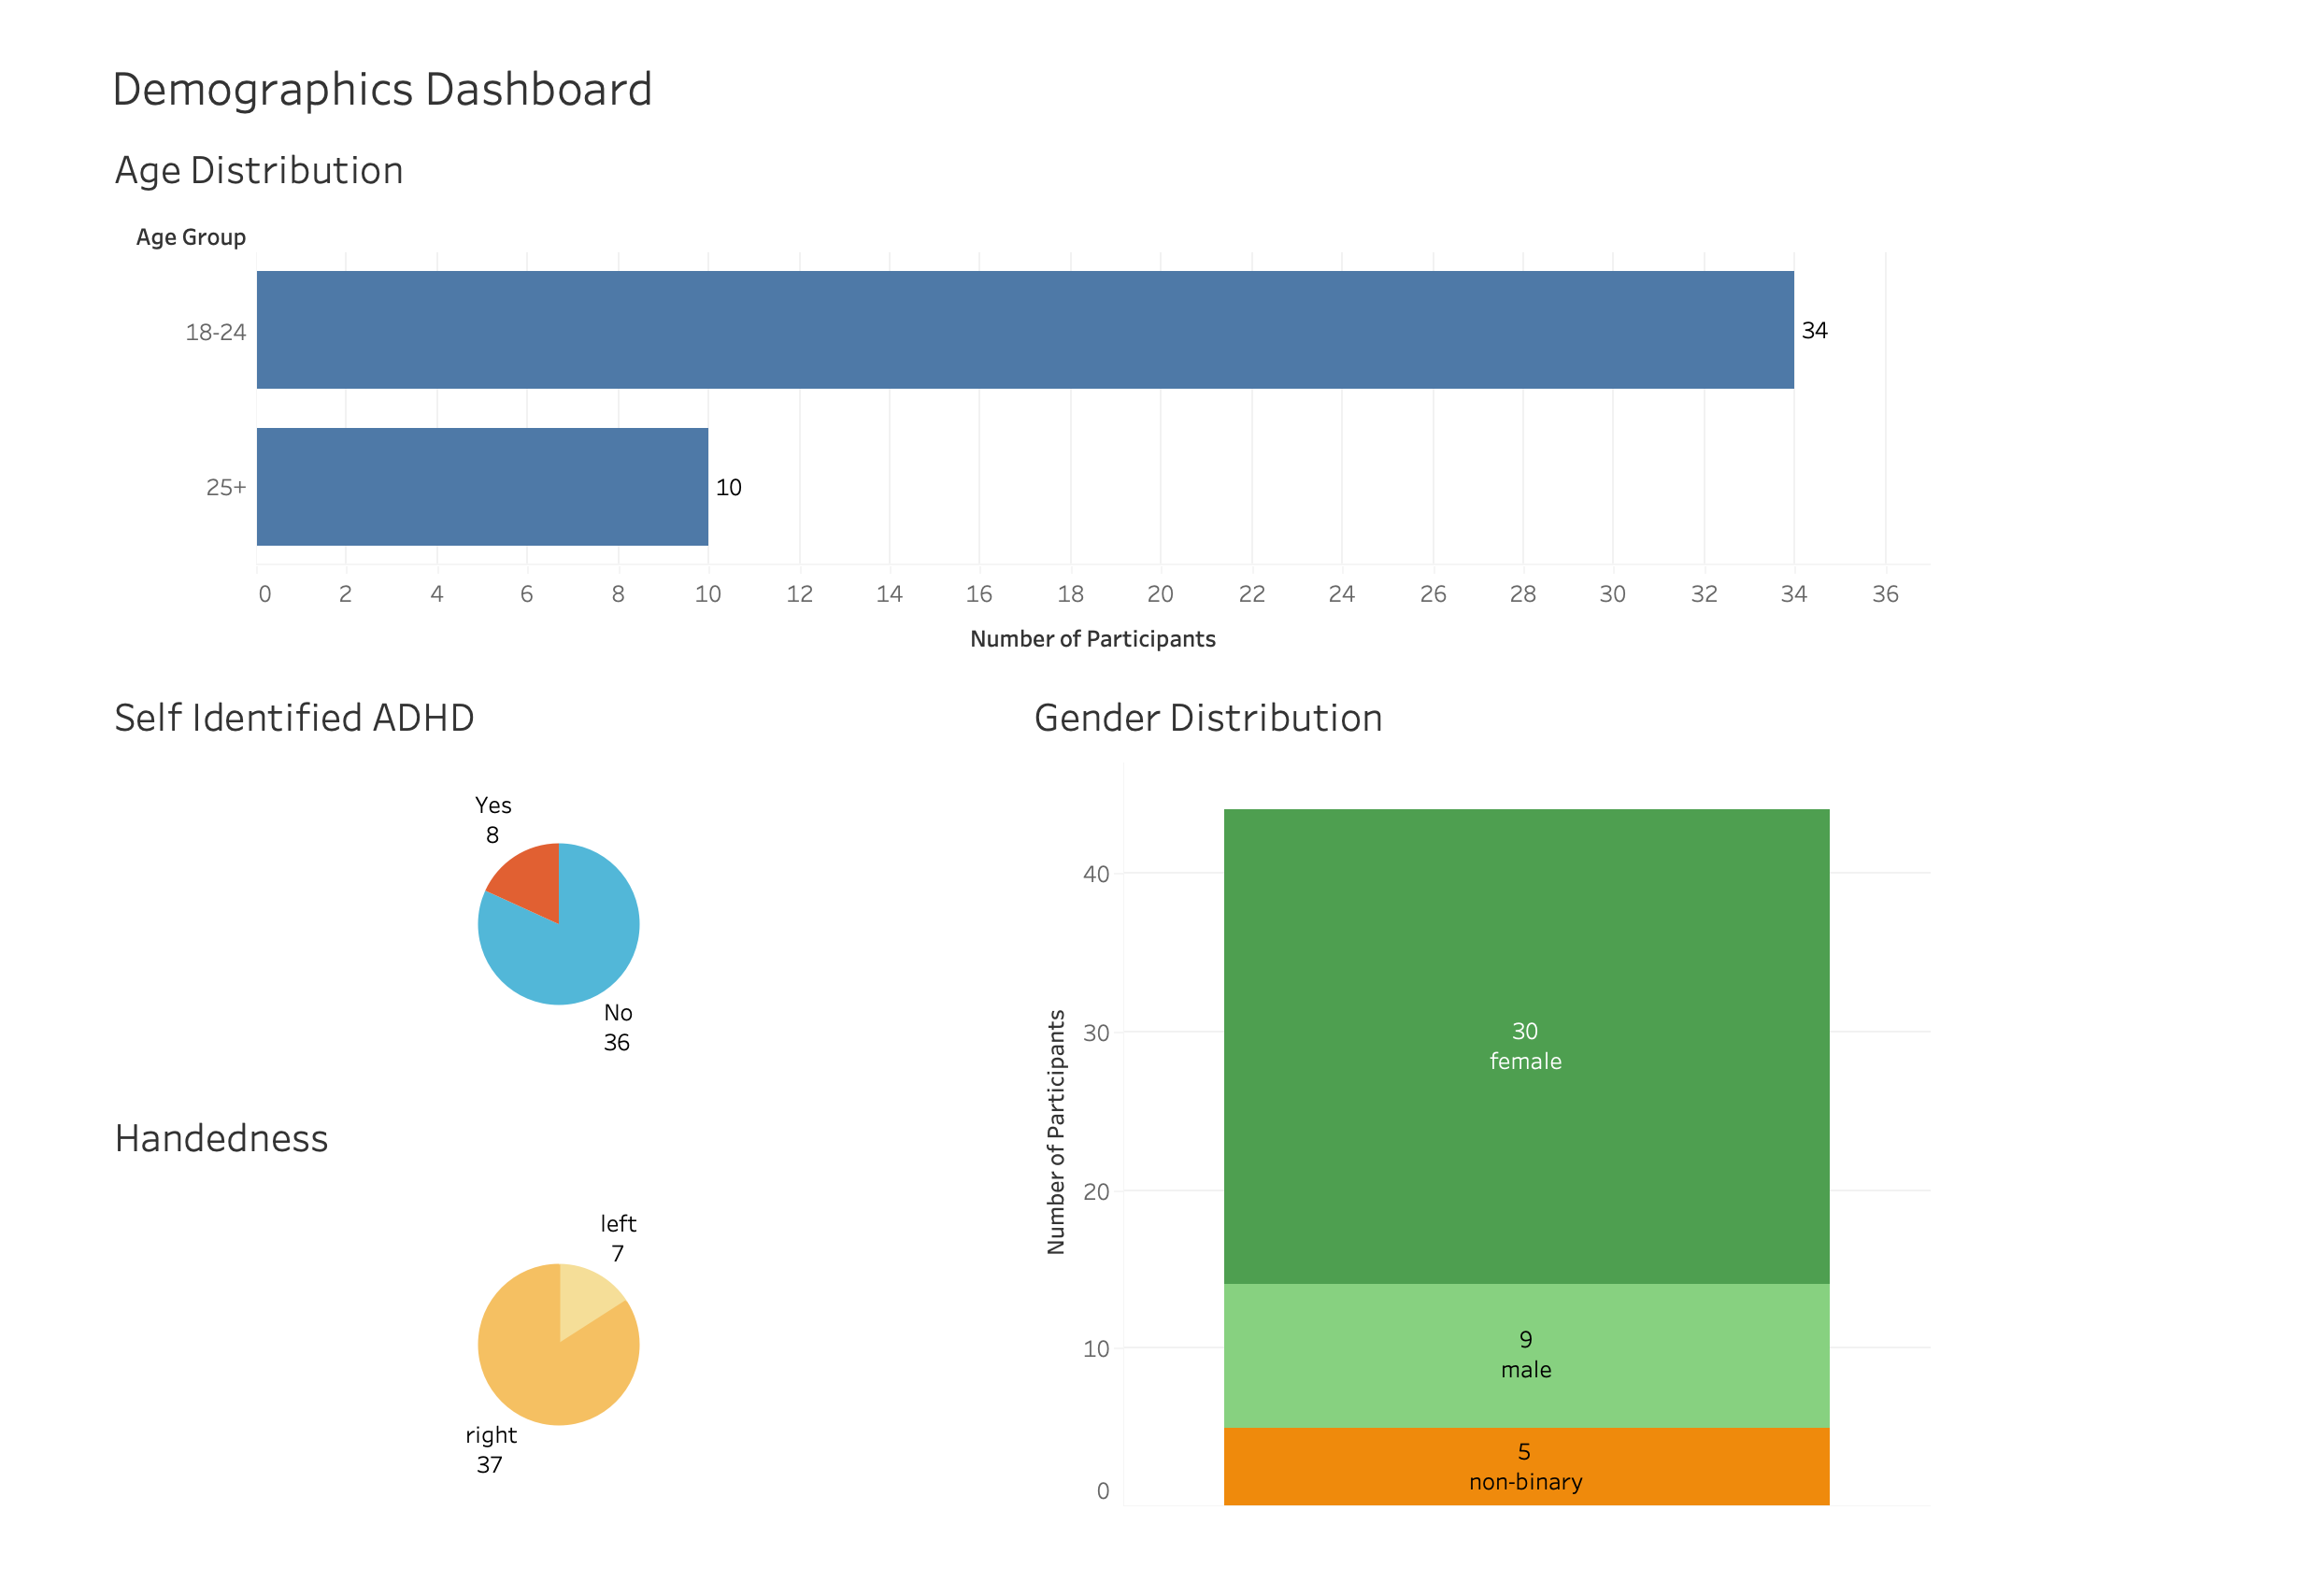 Demographics Dashboard
Age Distribution
Age Group
18-24
34
25+
10
0 2 4 6 8 10 12 14 16 18 20 22 24 26 28 30 32 34 36
Number of Participants
Self Identified ADHD
Yes
8
No
36
Handedness
left
7
right
37
Gender Distribution
Number of Participants
40
30
20
10
0
30
female
9
male
5
non-binary